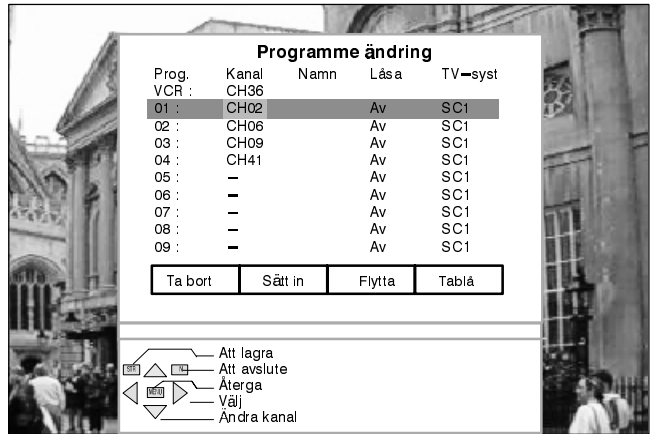 Programme ändring
Prog. Kanal Namn Låsa TV–syst
VCR : CH36
01 : CH02 Av SC1
02 : CH06 Av SC1
03 : CH09 Av SC1
04 : CH41 Av SC1
05 : – Av SC1
06 : – Av SC1
07 : – Av SC1
08 : – Av SC1
09 : – Av SC1
Ta bort Sätt in Flytta Tablå
Att lagra
STR N Att avslute
Återga
MENU Välj
Ändra kanal